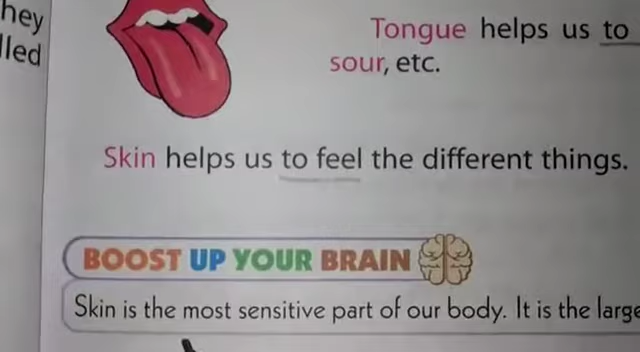 hey
lled
Tongue helps us to
sour, etc.
Skin helps us to feel the different things.
BOOST UP YOUR BRAIN
Skin is the most sensitive part of our body. It is the large